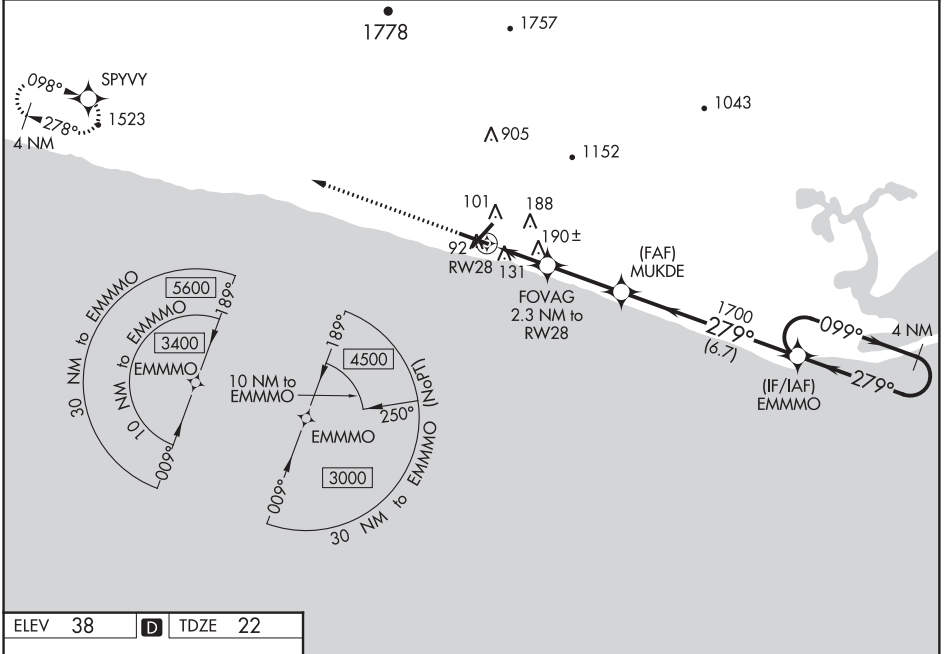 1778
1757
098°
SPYVY
278°
1523
4 NM
1043
905
1152
101
188
92
190±
RW28
131
FOVAG
2.3 NM to
RW28
(FAF)
MUKDE
1700
279°
(6.7)
099°
4 NM
279°
(IF/IAF)
EMMMO
30 NM to EMMMO
5600
189°
10 NM to EMMMO
3400
EMMMO
009°
189°
4500
(NoPT)
10 NM to
EMMMO
250°
EMMMO
3000
009°
30 NM to EMMMO
ELEV 38 D TDZE 22